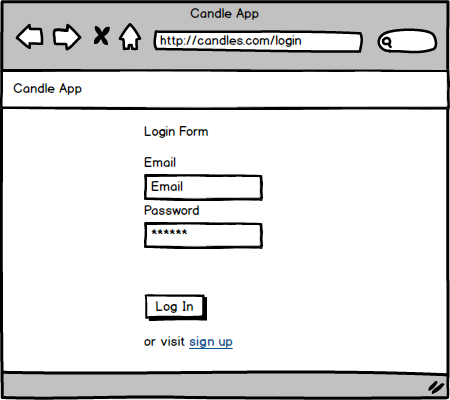 Candle App
http://candles.com/login
Candle App
Login Form
Email
Email
Password
******
Log In
or visit sign up